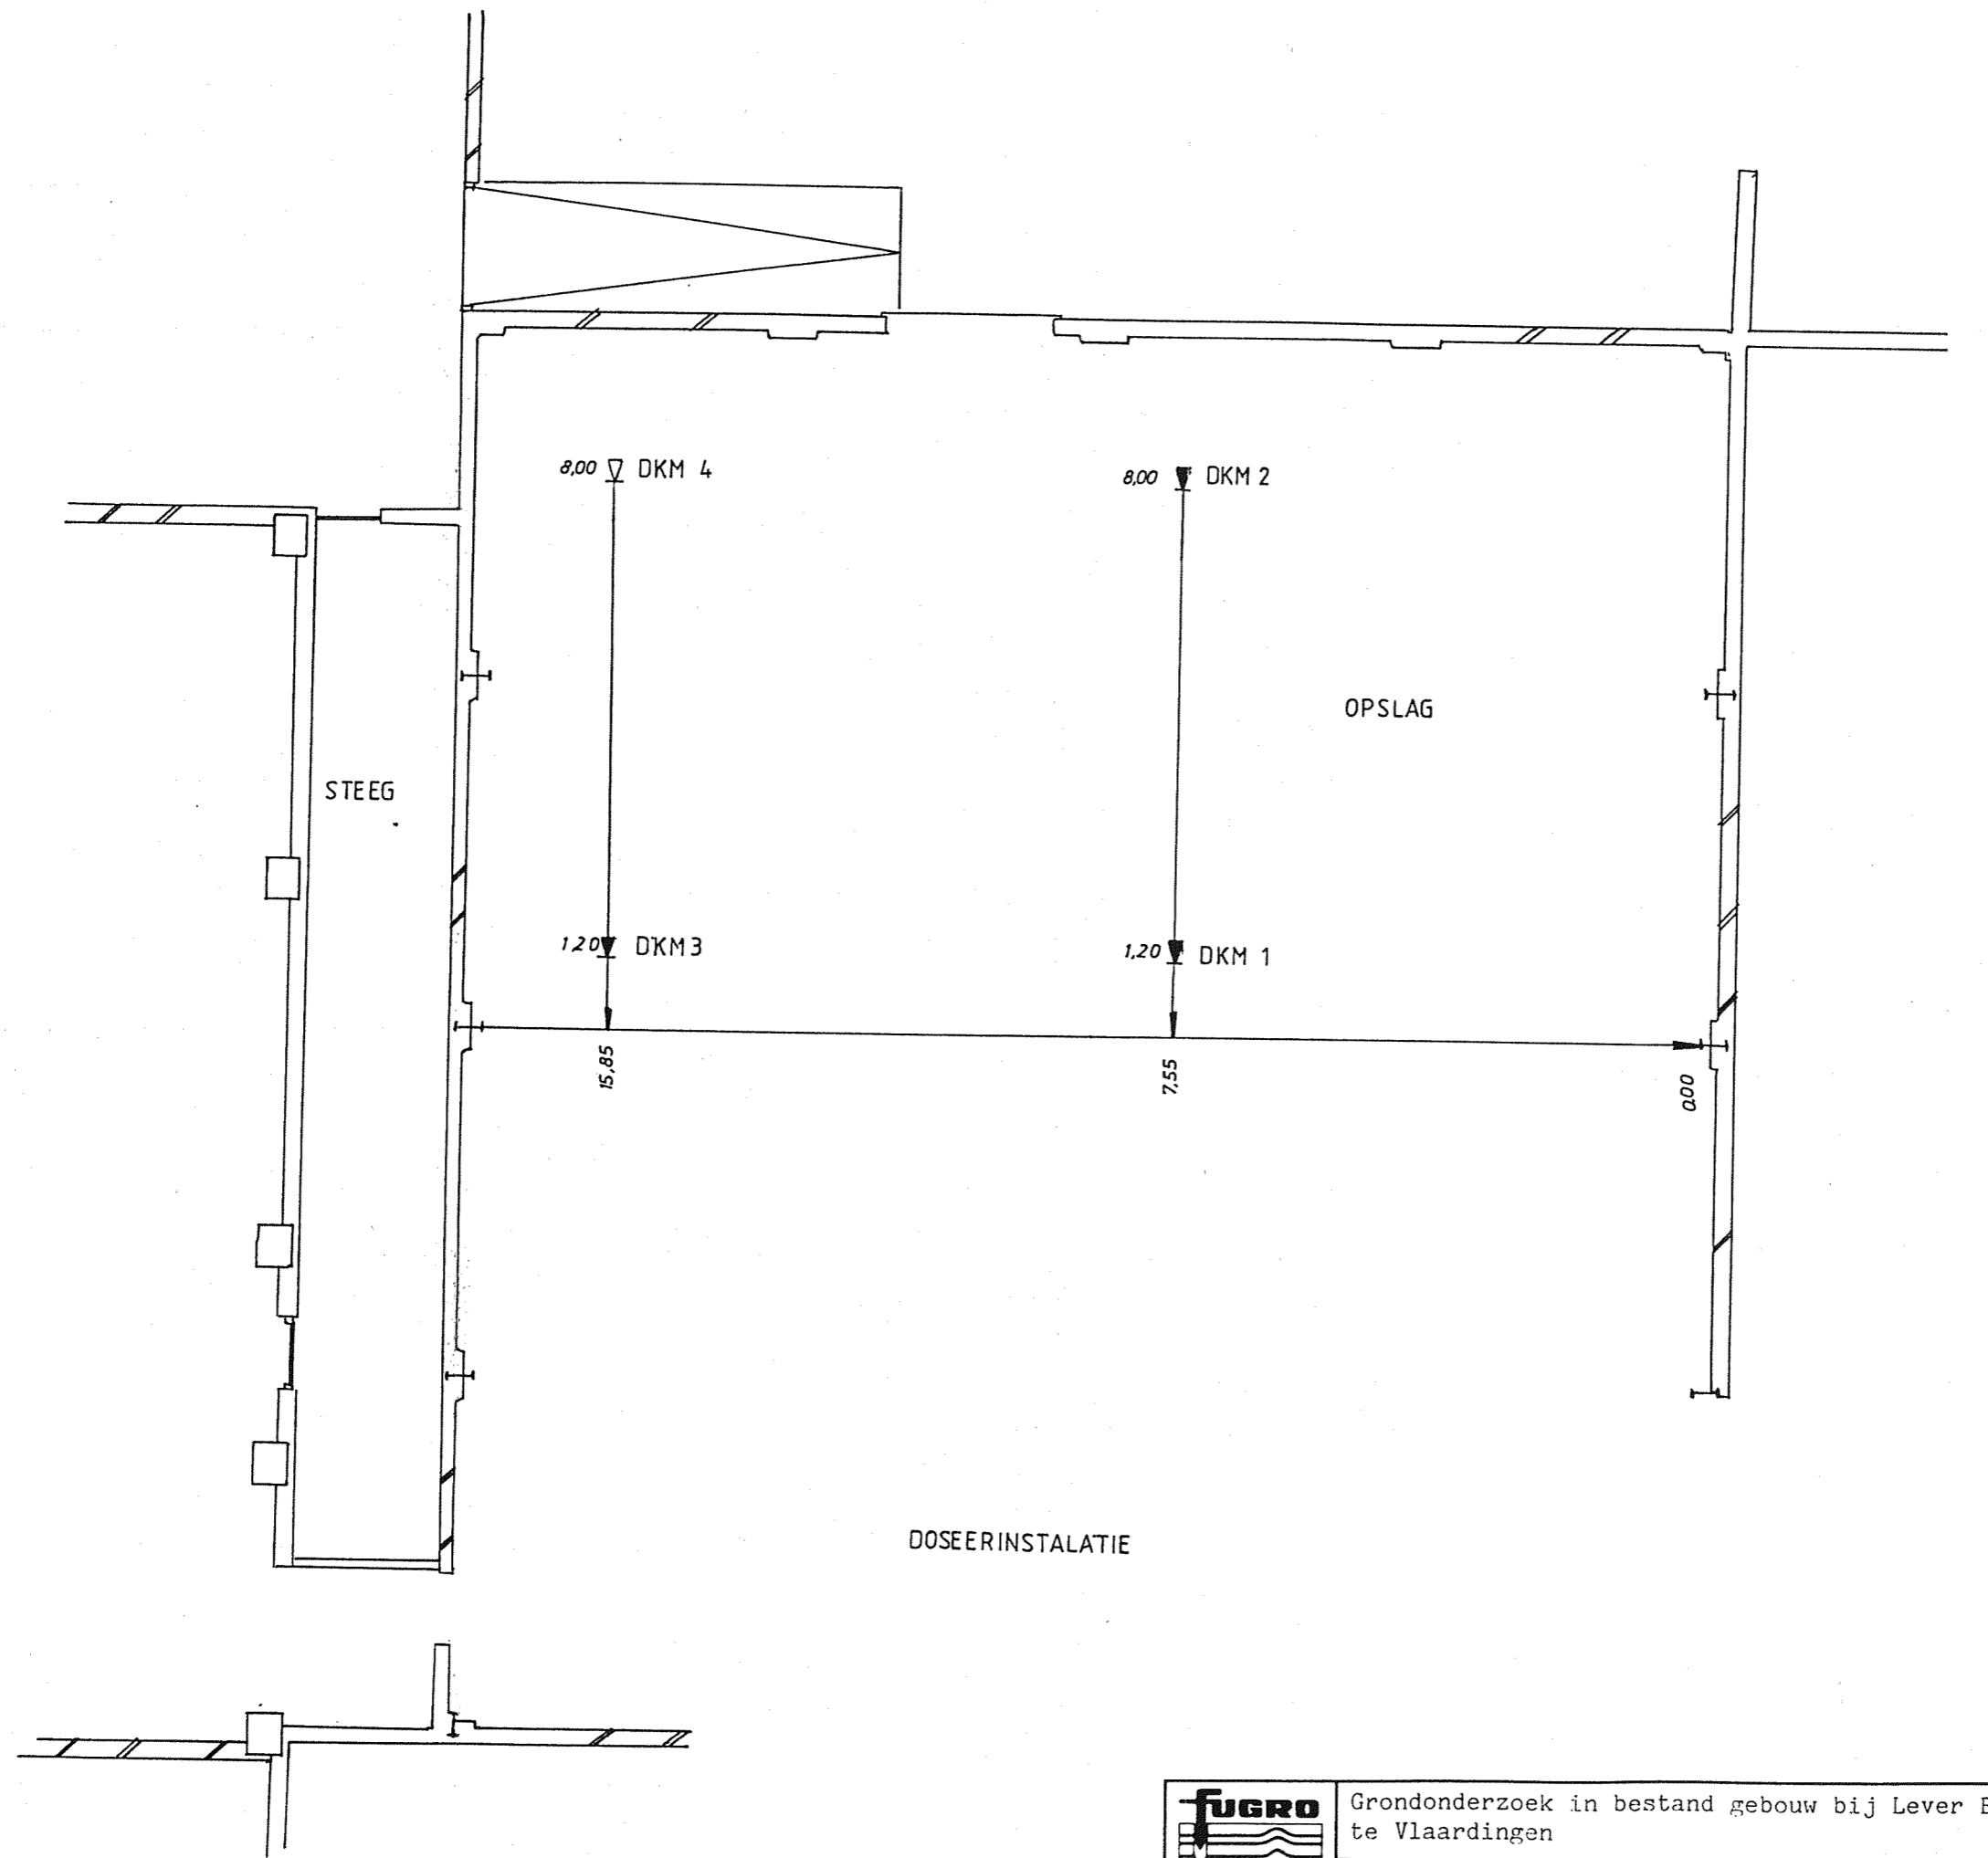 8,00 DKM 4
8,00 DKM 2
OPSLAG
STEEG
1,20 DKM3
1,20 DKM 1
15,85
7,55
0,00
DOSEERINSTALATIE
fugro
Grondonderzoek in bestand gebouw bij Lever
te Vlaardingen